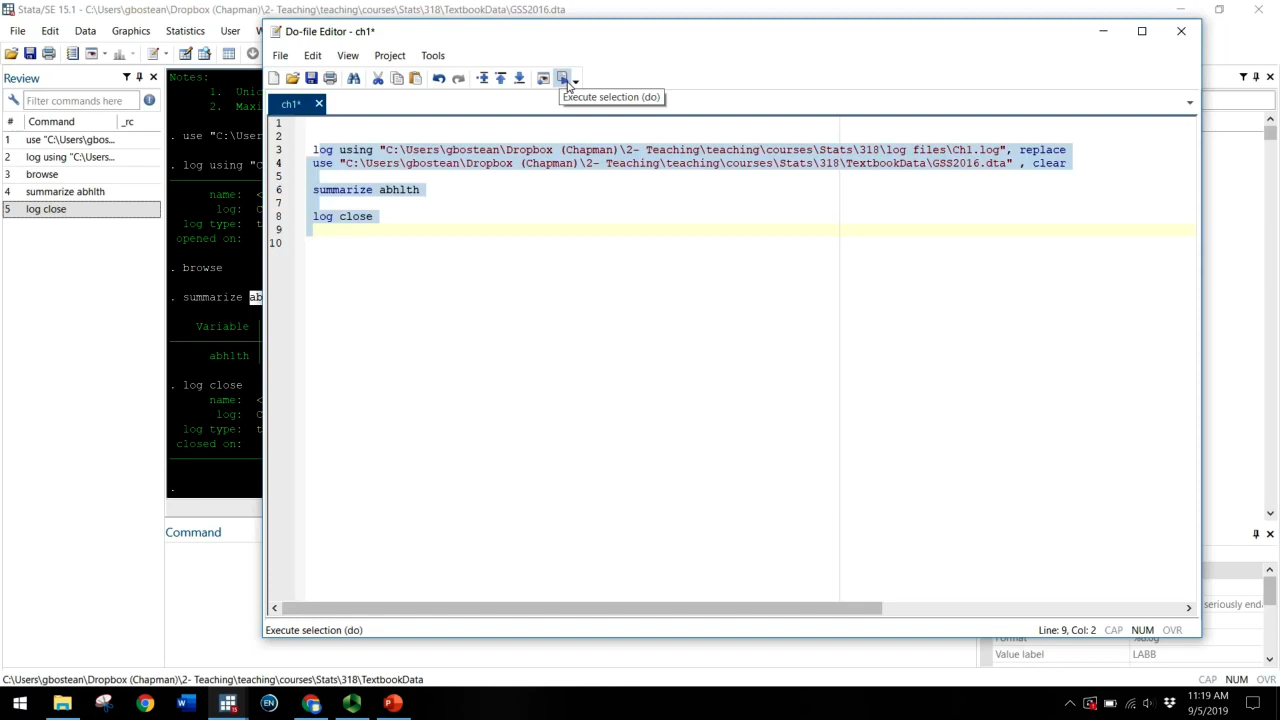 Stata/SE 15.1 - C:\Users\gbostean\Dropbox (Chapman)\2- Teaching\teaching\courses\Stats\318\TextbookData\GSS2016.dta
File Edit Data Graphics Statistics User
Review
Filter commands here
# Command _rc
1 use "C:\Users\gbos...
2 log using "C:\Users...
3 browse
4 summarize abhlth
5 log close
Notes:
1. Unic
2. Maxi
. use "C:\User
. log using "C
name: <
log: C
log type: t
opened on:
. browse
. summarize ab
Variable
abhlth
. log close
name: <
log: C
log type: t
closed on:
.
Command
Do-file Editor - ch1*
File Edit View Project Tools
Execute selection (do)
ch1*
1
2
3 log using "C:\Users\gbostean\Dropbox (Chapman)\2- Teaching\teaching\courses\Stats\318\log files\Ch1.log", replace
4 use "C:\Users\gbostean\Dropbox (Chapman)\2- Teaching\teaching\courses\Stats\318\TextbookData\GSS2016.dta" , clear
5
6 summarize abhlth
7
8 log close
9
10
Execute selection (do) Line: 9, Col: 2 CAP NUM OVR
seriously enda
Value label LABB
C:\Users\gbostean\Dropbox (Chapman)\2- Teaching\teaching\courses\Stats\318\TextbookData CAP NUM OVR
11:19 AM
9/5/2019